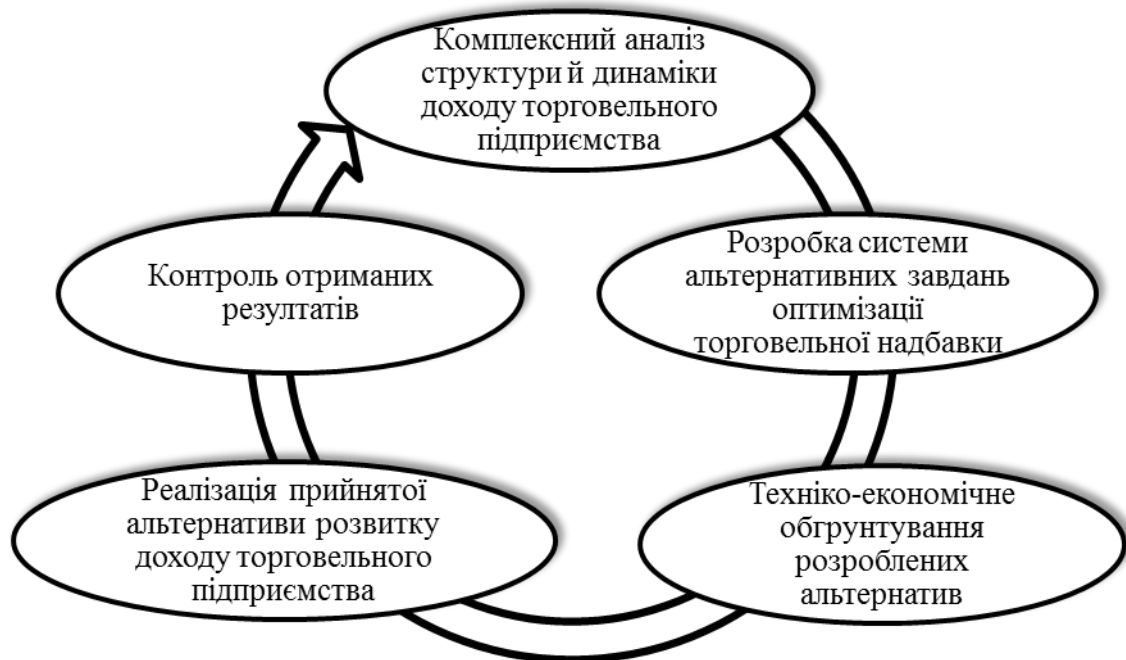 Комплексний аналіз
структури й динаміки
доходу торговельного
підприємства
Розробка системи
альтернативних завдань
оптимізації
торговельної надбавки
Техніко-економічне
обгрунтування
розроблених
альтернатив
Реалізація прийнятої
альтернативи розвитку
доходу торговельного
підприємства
Контроль отриманих
резултатів